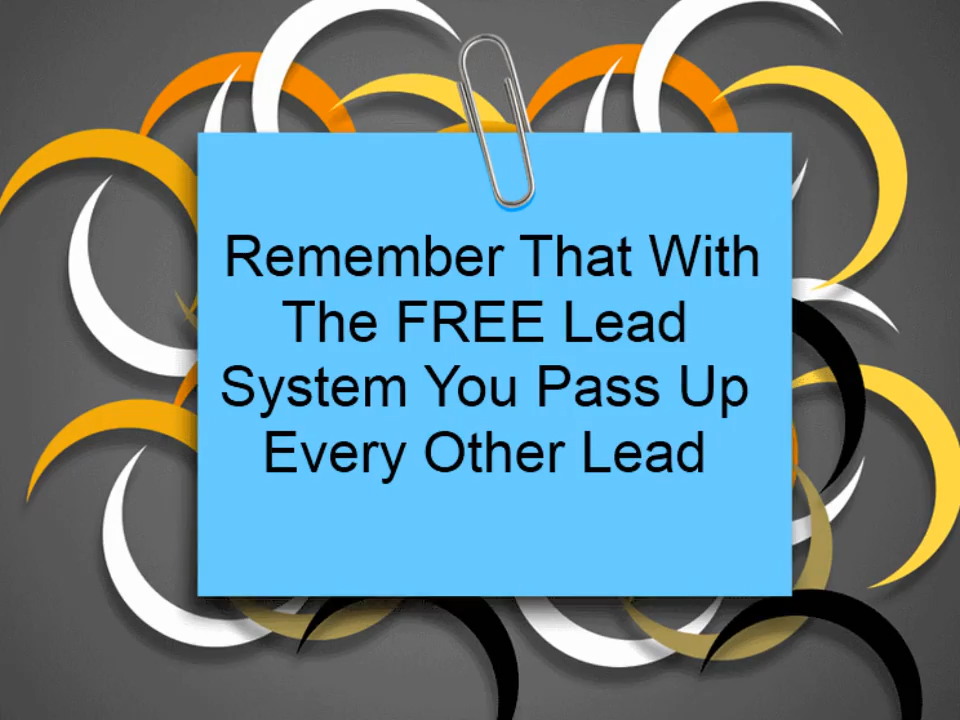 Remember That With
The FREE Lead
System You Pass Up
Every Other Lead